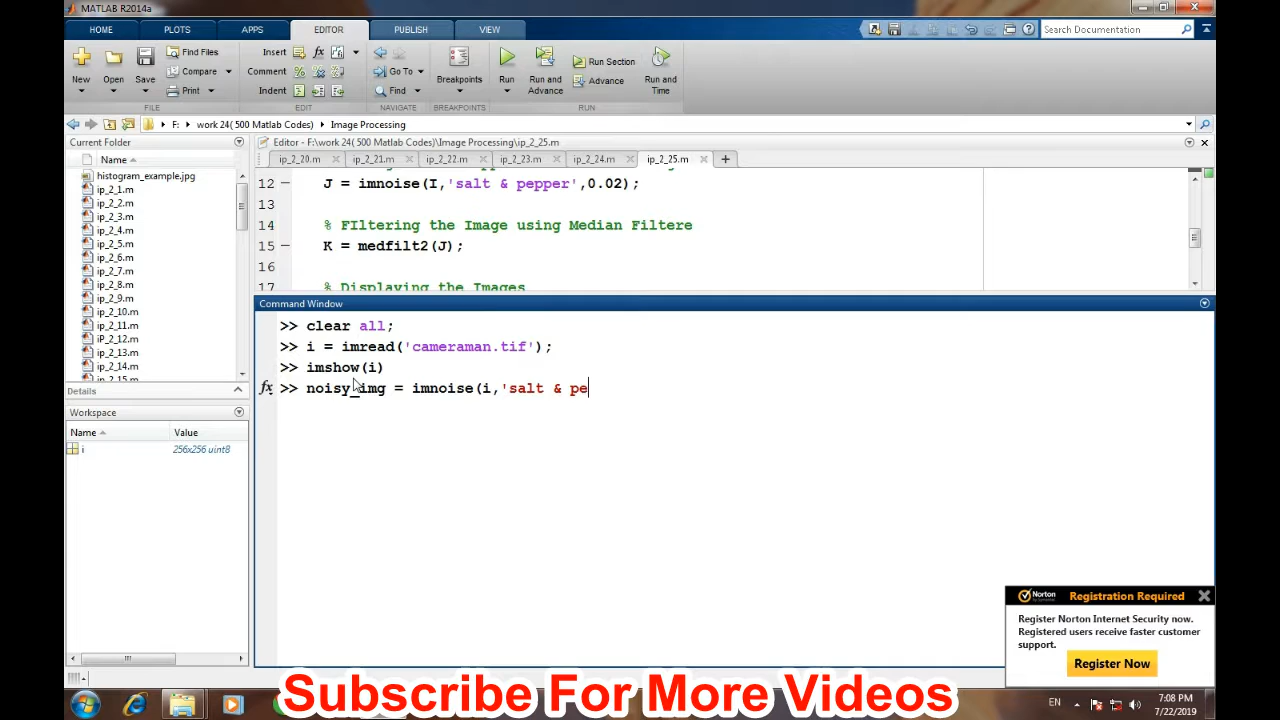 MATLAB R2014a
HOME PLOTS APPS EDITOR PUBLISH VIEW Search Documentation
New Open Save Find Files Compare Print Insert Comment Indent fx Go To Find Breakpoints Run Run and Advance Run Section Advance Run and Time
FILE EDIT NAVIGATE BREAKPOINTS RUN
F: work 24( 500 Matlab Codes) Image Processing
Current Folder
Name
histogram_example.jpg
ip_2_1.m
ip_2_2.m
ip_2_3.m
ip_2_4.m
ip_2_5.m
ip_2_6.m
ip_2_7.m
ip_2_8.m
ip_2_9.m
ip_2_10.m
ip_2_11.m
ip_2_12.m
ip_2_13.m
ip_2_14.m
ip_2_15.m
Details
Workspace
Name Value
i 256x256 uint8
Editor - F:\work 24( 500 Matlab Codes)\Image Processing\ip_2_25.m
ip_2_20.m ip_2_21.m ip_2_22.m ip_2_23.m ip_2_24.m ip_2_25.m
12 J = imnoise(I,'salt & pepper',0.02);
13
14 % FIltering the Image using Median Filtere
15 K = medfilt2(J);
16
17 % Displaying the Images
Command Window
>> clear all;
>> i = imread('cameraman.tif');
>> imshow(i)
fx >> noisy_img = imnoise(i,'salt & pe
Norton Registration Required
Register Norton Internet Security now.
Registered users receive faster customer
support.
Register Now
Subscribe For More Videos
EN 7:08 PM
7/22/2019